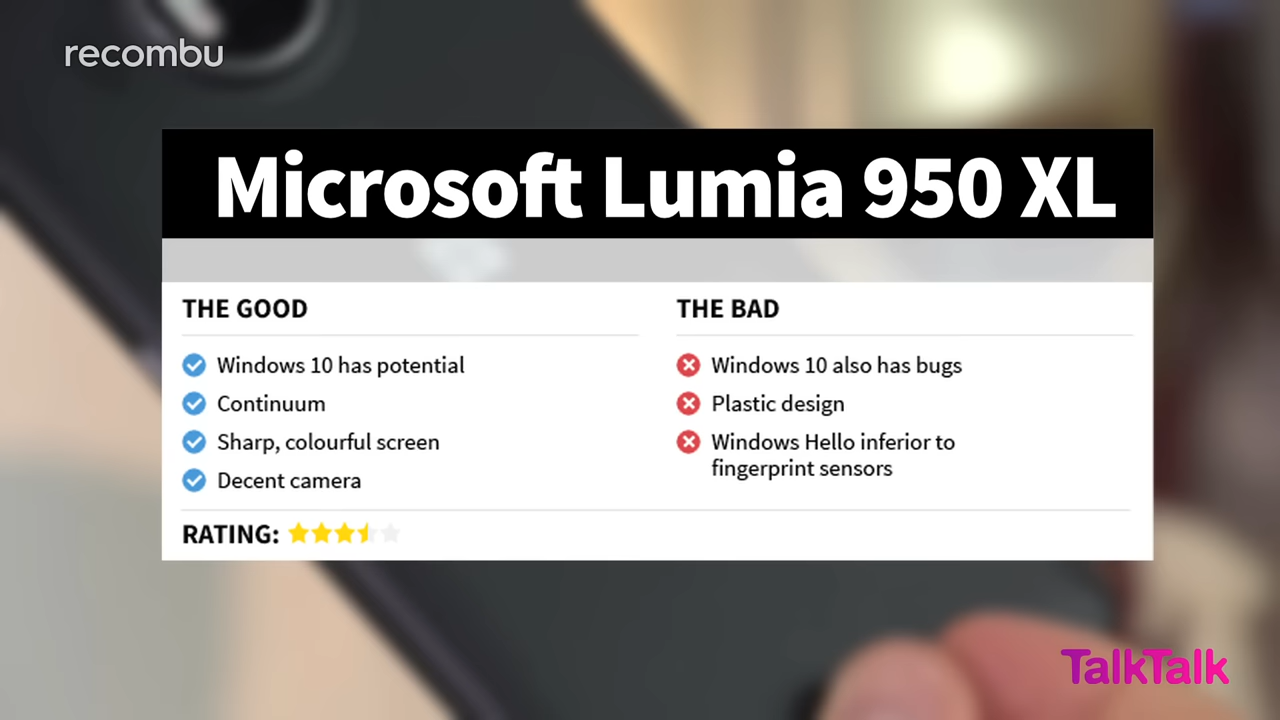 recombu
Microsoft Lumia 950 XL
THE GOOD
Windows 10 has potential
Continuum
Sharp, colourful screen
Decent camera
THE BAD
Windows 10 also has bugs
Plastic design
Windows Hello inferior to
fingerprint sensors
RATING:
TalkTalk